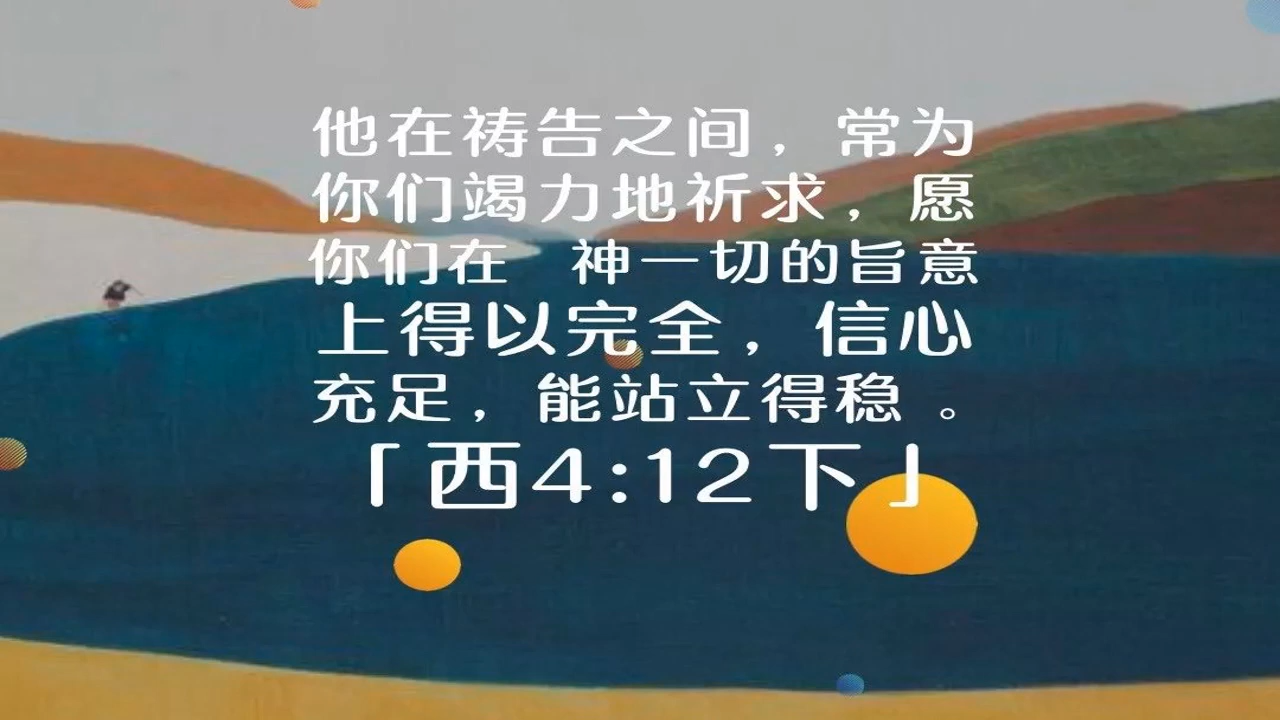 他在祷告之间，常为
你们竭力地祈求，愿
你们在　神一切的旨意
上得以完全，信心
充足，能站立得稳 。
「西4:12下」